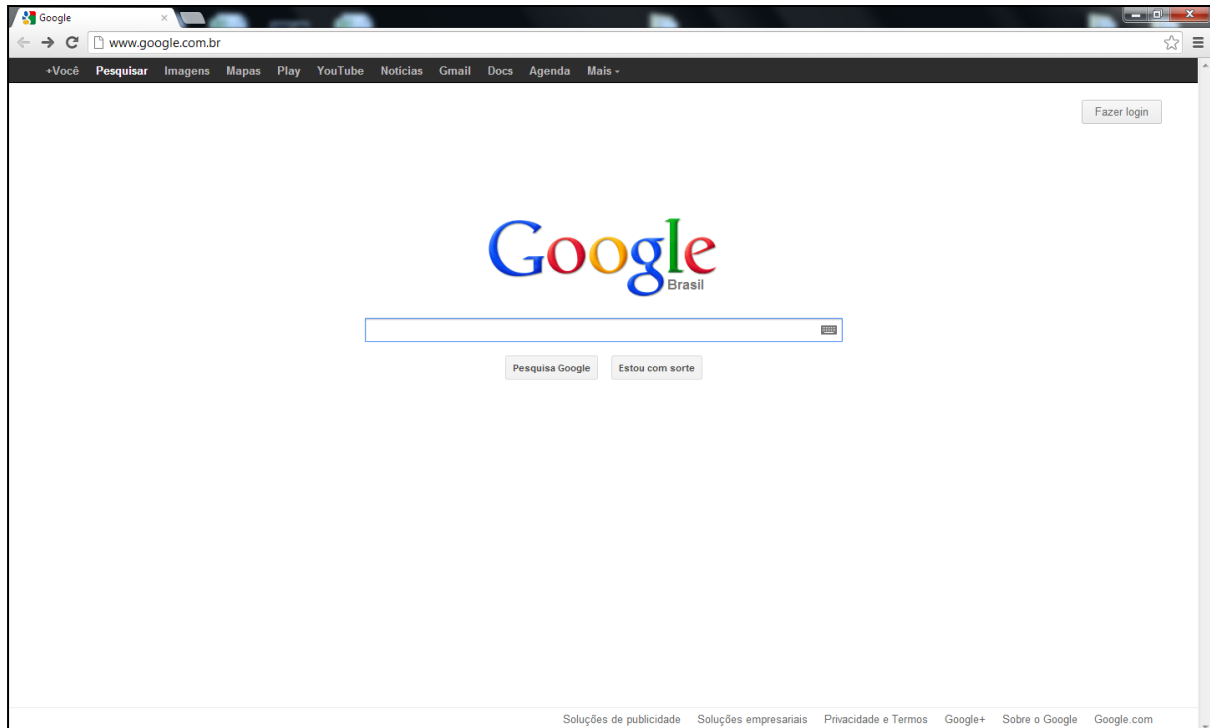 Google
www.google.com.br
+Você Pesquisar Imagens Mapas Play YouTube Notícias Gmail Docs Agenda Mais
Fazer login
Google
Brasil
Pesquisa Google Estou com sorte
Soluções de publicidade Soluções empresariais Privacidade e Termos Google+ Sobre o Google Google.com